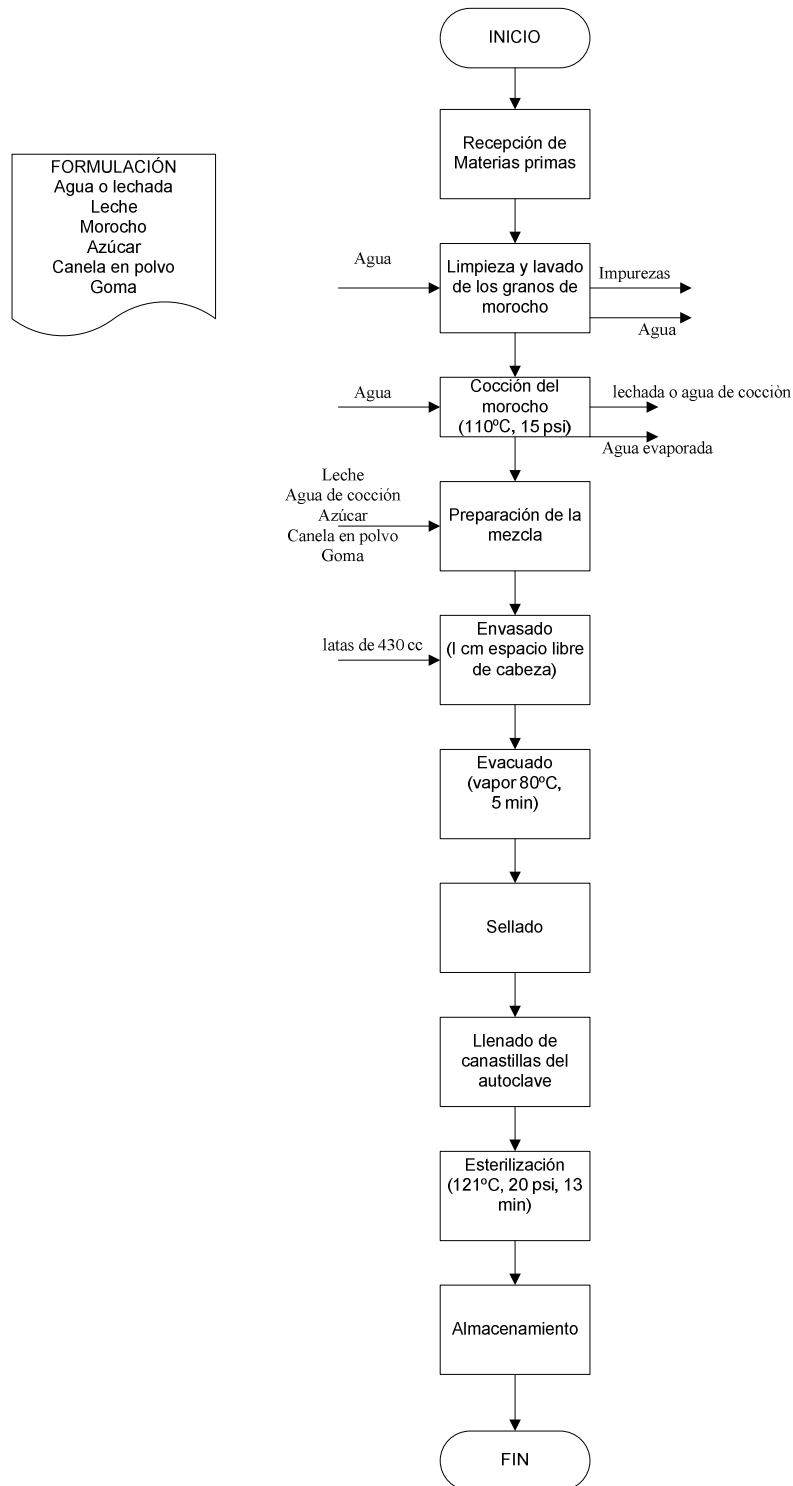 INICIO
Recepción de
Materias primas
FORMULACIÓN
Agua o lechada
Leche
Morocho
Azúcar
Canela en polvo
Goma
Agua
Limpieza y lavado
de los granos de
morocho
Impurezas
Agua
Agua
Cocción del
morocho
(110ºC, 15 psi)
lechada o agua de cocciòn
Agua evaporada
Leche
Agua de cocción
Azúcar
Canela en polvo
Goma
Preparación de la
mezcla
latas de 430 cc
Envasado
(l cm espacio libre
de cabeza)
Evacuado
(vapor 80ºC,
5 min)
Sellado
Llenado de
canastillas del
autoclave
Esterilización
(121ºC, 20 psi, 13
min)
Almacenamiento
FIN